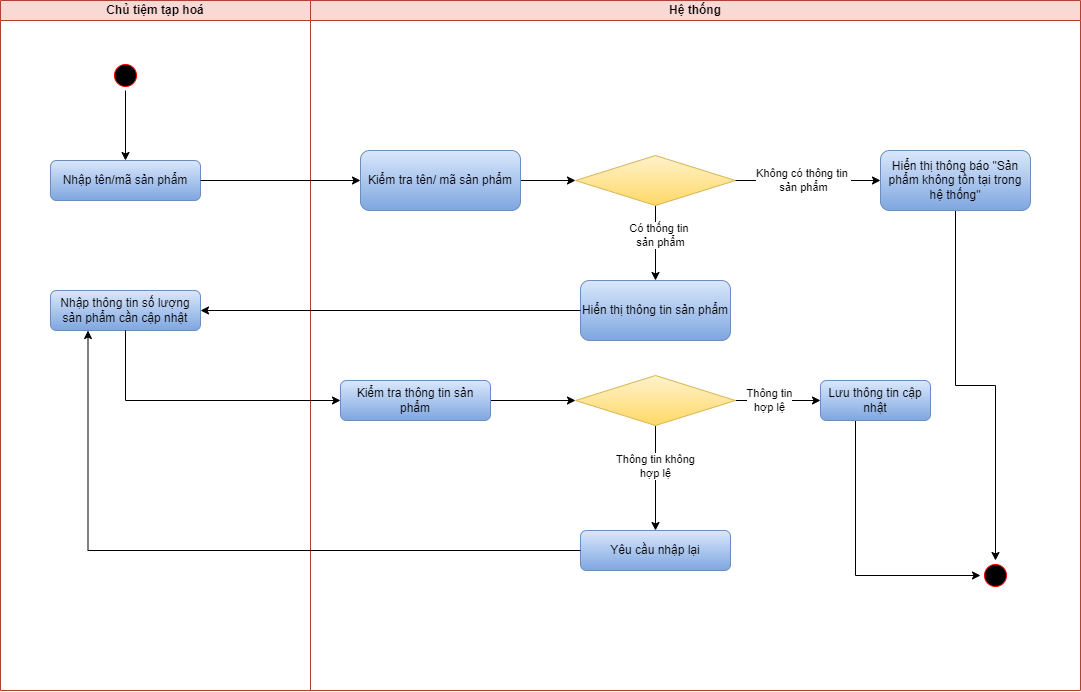 Chủ tiệm tạp hoá
Hệ thống
Nhập tên/mã sản phẩm
Kiểm tra tên/ mã sản phẩm
Không có thông tin
sản phẩm
Hiển thị thông báo "Sản
phẩm không tồn tại trong
hệ thống"
Có thống tin
sản phẩm
Nhập thông tin số lượng
sản phẩm cần cập nhật
Hiển thị thông tin sản phẩm
Kiểm tra thông tin sản
phẩm
Thông tin
hợp lệ
Lưu thông tin cập
nhật
Thông tin không
hợp lệ
Yêu cầu nhập lại